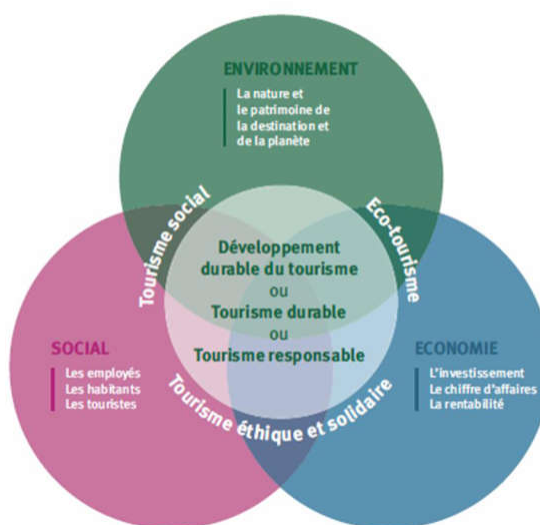 ENVIRONNEMENT
La nature et
le patrimoine de
la destination et
de la planète
Tourisme social
Eco-tourisme
Développement
durable du tourisme
ou
Tourisme durable
ou
Tourisme responsable
SOCIAL
Les employés
Les habitants
Les touristes
ECONOMIE
L'investissement
Le chiffre d'affaires
La rentabilité
Tourisme éthique et solidaire